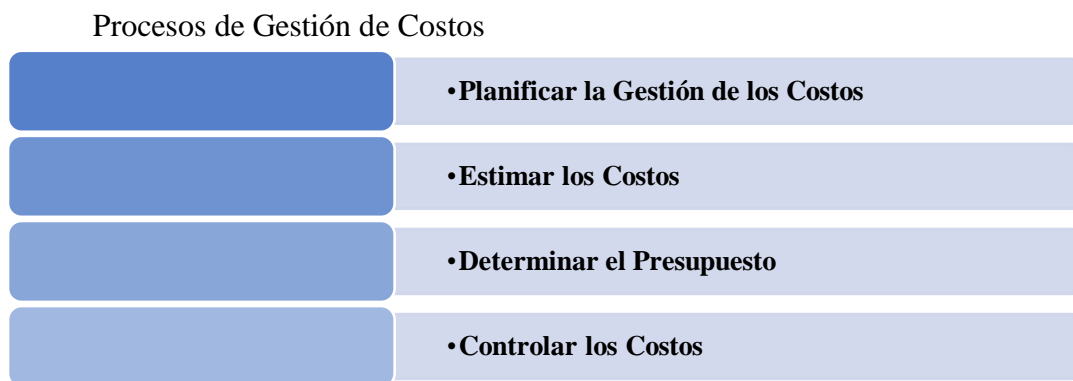 Procesos de Gestión de Costos
•Planificar la Gestión de los Costos
•Estimar los Costos
•Determinar el Presupuesto
•Controlar los Costos